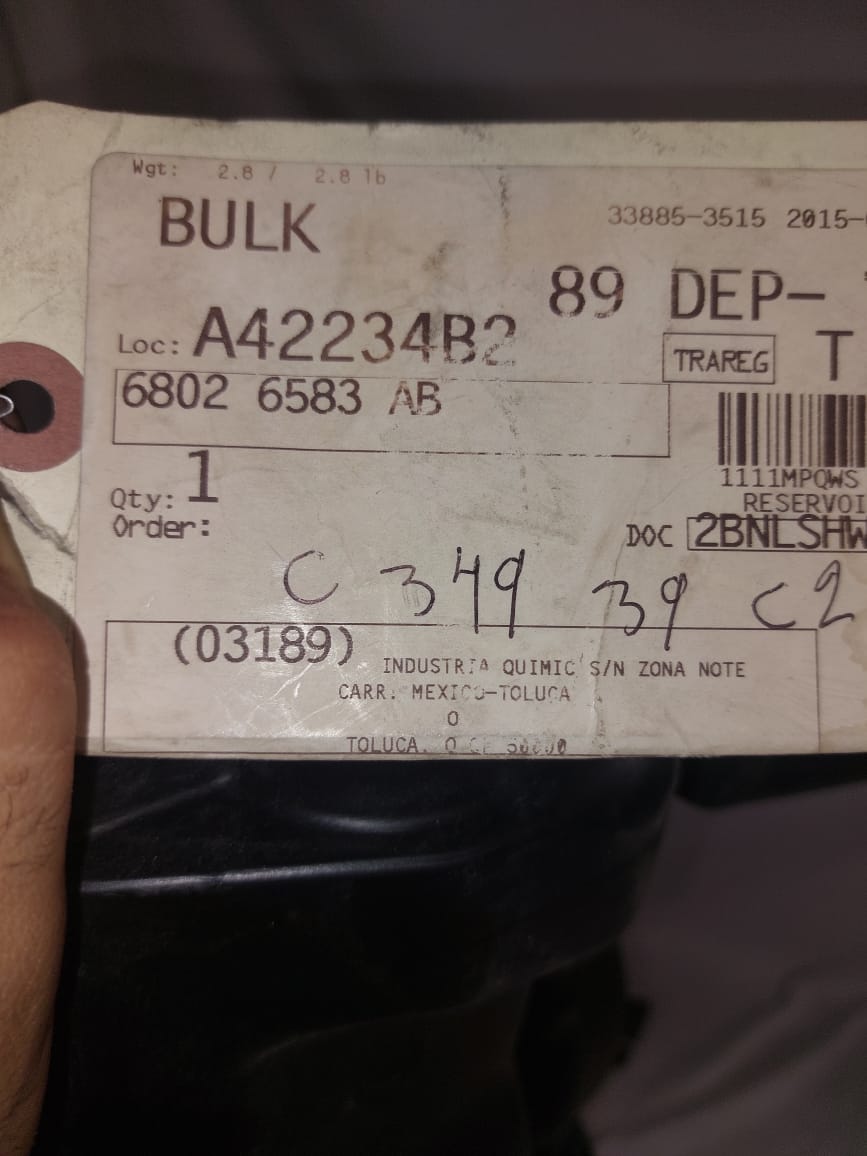 Wgt: 2.8 / 2.8 lb
BULK
33885-3515 2015-
89 DEP-
Loc: A42234B2
TRAREG T
6802 6583 AB
1111MPQWS
Qty: 1
RESERVOI
Order:
DOC 2BNLSHW
C 349 39 C2
(03189)
INDUSTRIA QUIMIC S/N ZONA NOTE
CARR. MEXICO-TOLUCA
O
TOLUCA. O